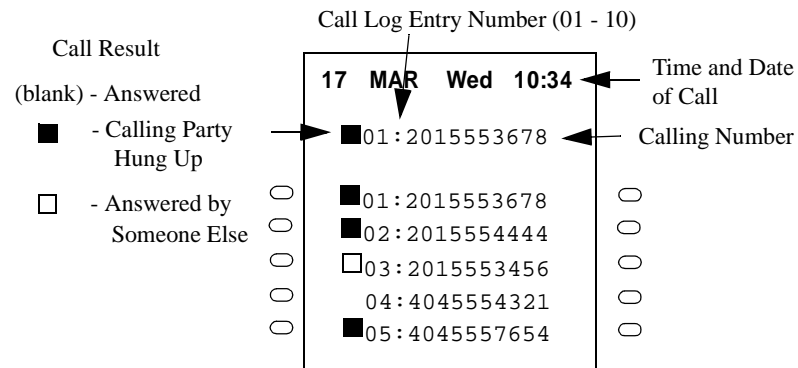 Call Log Entry Number (01 - 10)
Call Result
(blank) - Answered
- Calling Party
Hung Up
- Answered by
Someone Else
17 MAR Wed 10:34
Time and Date
of Call
01:2015553678
Calling Number
01:2015553678
02:2015554444
03:2015553456
04:4045554321
05:4045557654